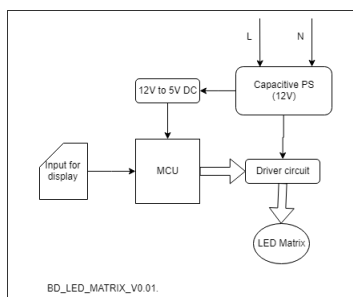 L N
Capacitive PS
(12V)
12V to 5V DC
Input for
display
MCU
Driver circuit
LED Matrix
BD_LED_MATRIX_V0.01.